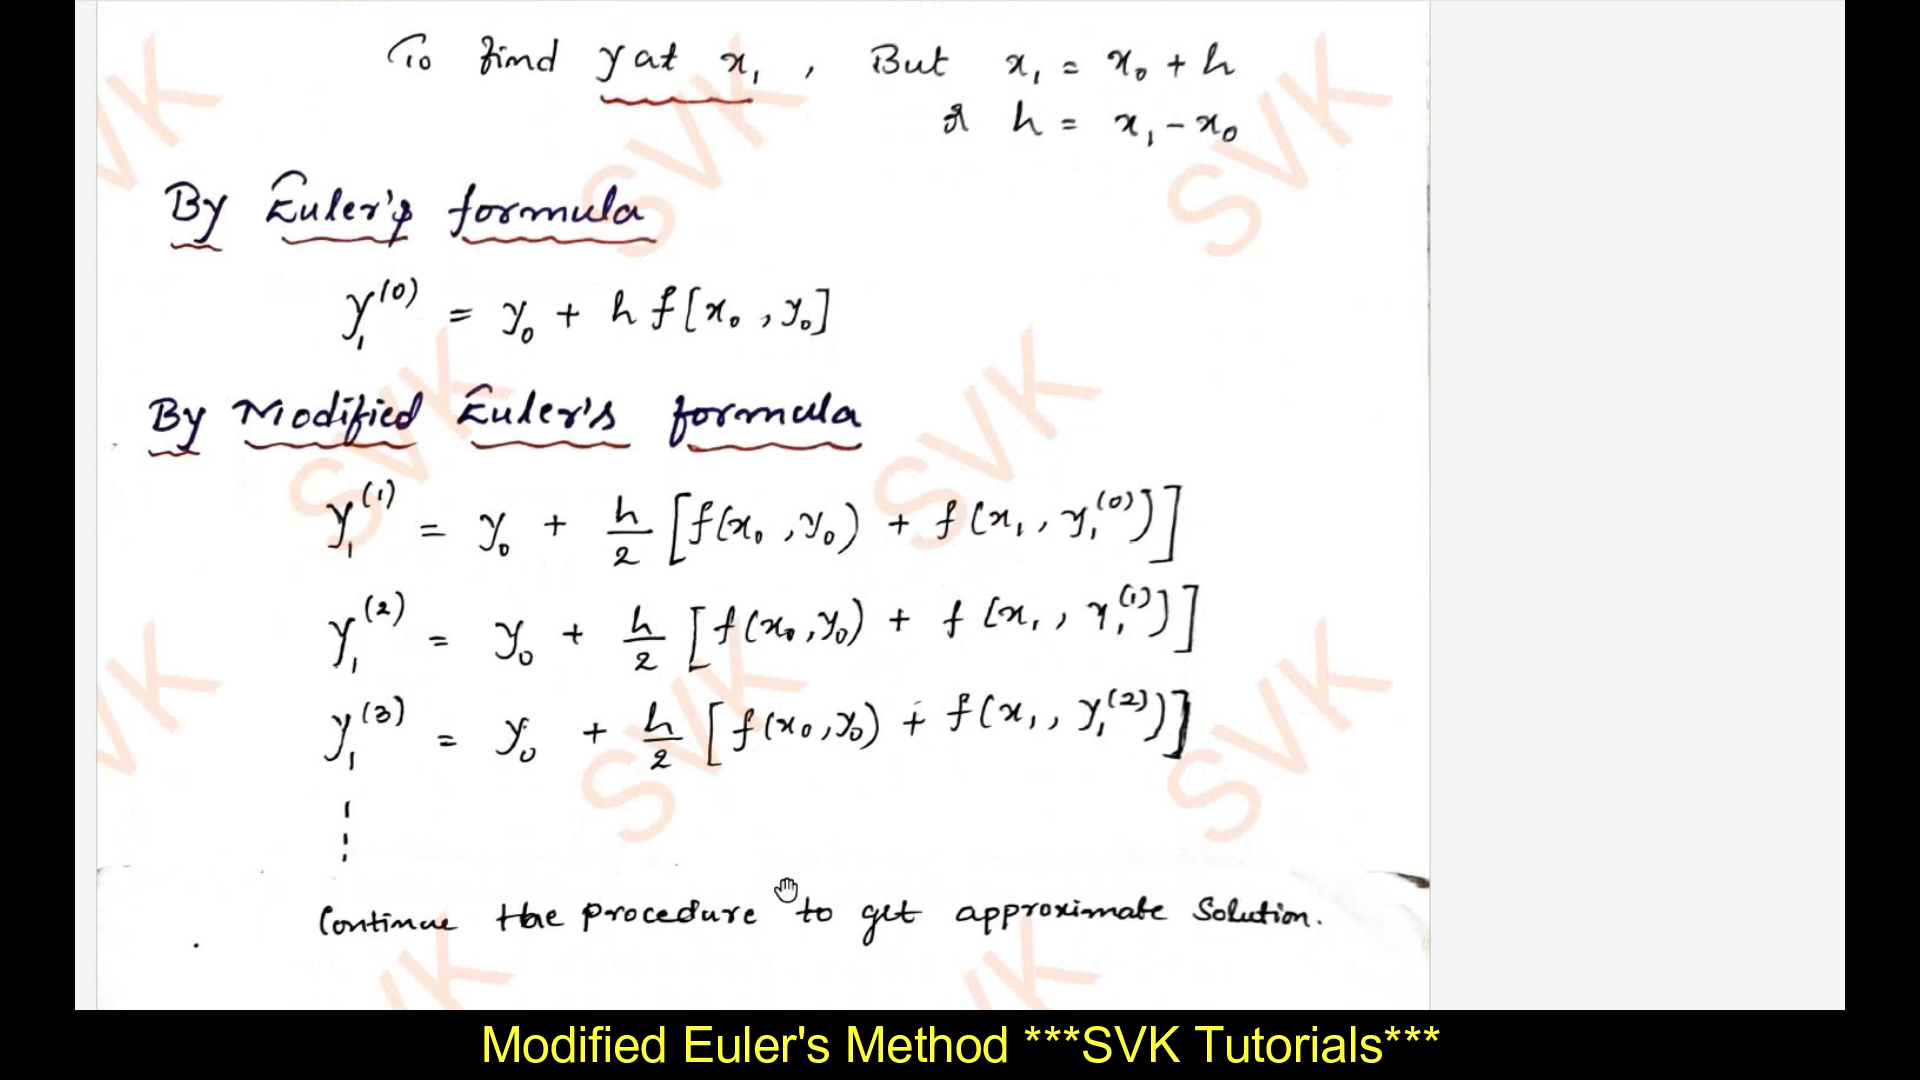 To find y at x₁ , But x₁ = x₀ + h
or h = x₁ - x₀
By Euler's formula
y₁⁽⁰⁾ = y₀ + h f[x₀ , y₀]
By Modified Euler's formula
y₁⁽¹⁾ = y₀ + h/2 [f(x₀ , y₀) + f(x₁ , y₁⁽⁰⁾)]
y₁⁽²⁾ = y₀ + h/2 [f(x₀ , y₀) + f(x₁ , y₁⁽¹⁾)]
y₁⁽³⁾ = y₀ + h/2 [f(x₀ , y₀) + f(x₁ , y₁⁽²⁾)]
Continue the procedure to get approximate Solution.
Modified Euler's Method ***SVK Tutorials***
SVK